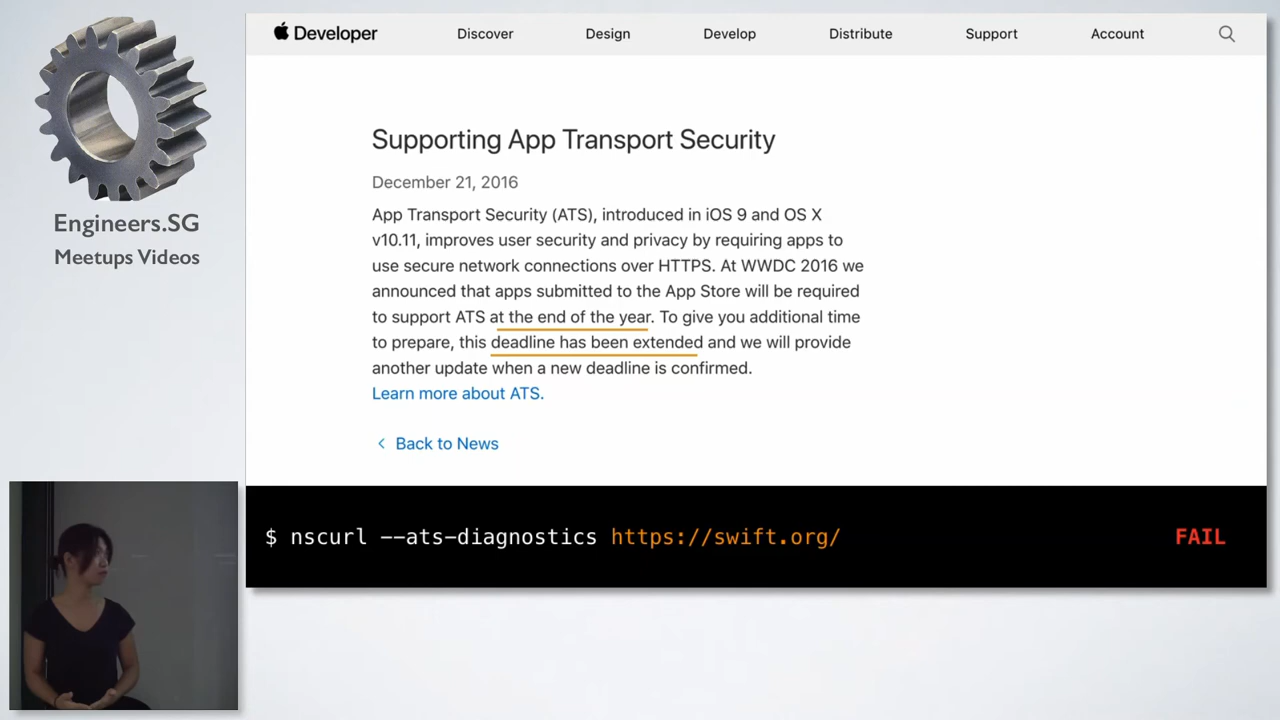 Engineers.SG
Meetups Videos
Developer
Discover
Design
Develop
Distribute
Support
Account
Supporting App Transport Security
December 21, 2016
App Transport Security (ATS), introduced in iOS 9 and OS X
v10.11, improves user security and privacy by requiring apps to
use secure network connections over HTTPS. At WWDC 2016 we
announced that apps submitted to the App Store will be required
to support ATS at the end of the year. To give you additional time
to prepare, this deadline has been extended and we will provide
another update when a new deadline is confirmed.
Learn more about ATS.
Back to News
$ nscurl --ats-diagnostics https://swift.org/ FAIL